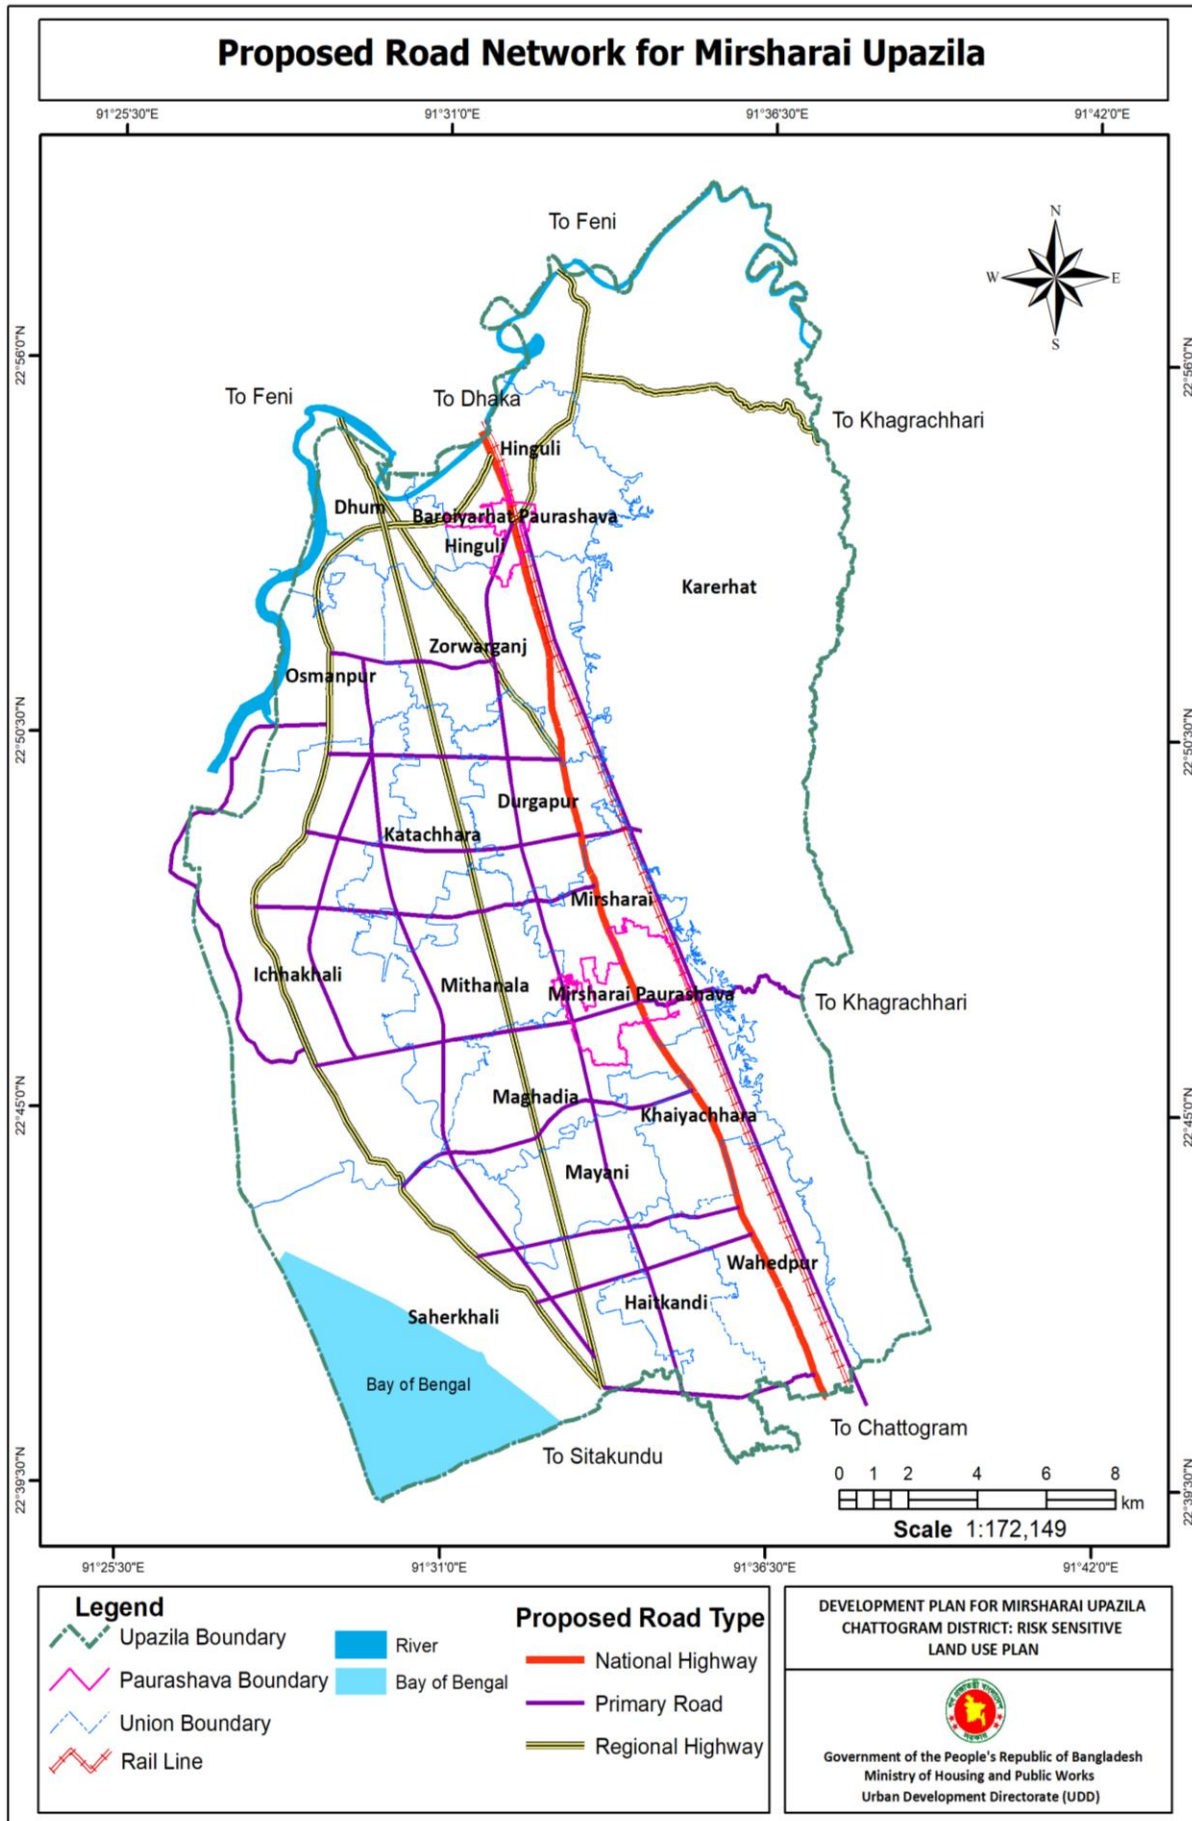 Proposed Road Network for Mirsharai Upazila
91°25'30"E 91°31'0"E 91°36'30"E 91°42'0"E
To Feni
N
W E
S
22°56'0"N
22°56'0"N
To Feni
To Dhaka
To Khagrachhari
Hinguli
Dhum
Baroiyarhat Paurashava
Hinguli
Karerhat
Zorwarganj
Osmanpur
22°50'30"N
22°50'30"N
Durgapur
Katachhara
Mirsharai
Ichhakhali
Mithanala
Mirsharai Paurashava
To Khagrachhari
Maghadia
22°45'0"N
22°45'0"N
Khaiyachhara
Mayani
Wahedpur
Haitkandi
Saherkhali
Bay of Bengal
To Chattogram
To Sitakundu
22°39'30"N
22°39'30"N
0 1 2 4 6 8
km
Scale 1:172,149
91°25'30"E 91°31'0"E 91°36'30"E 91°42'0"E
Legend
Upazila Boundary
Paurashava Boundary
Union Boundary
Rail Line
River
Bay of Bengal
Proposed Road Type
National Highway
Primary Road
Regional Highway
DEVELOPMENT PLAN FOR MIRSHARAI UPAZILA
CHATTOGRAM DISTRICT: RISK SENSITIVE
LAND USE PLAN
Government of the People's Republic of Bangladesh
Ministry of Housing and Public Works
Urban Development Directorate (UDD)